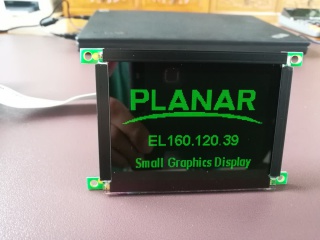 PLANAR
EL160.120.39
Small Graphics Display